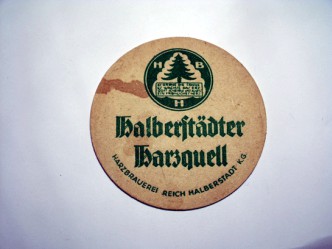 H B
H
Halberstädter
Harzquell
HARZBRAUEREI REICH HALBERSTADT K.G.